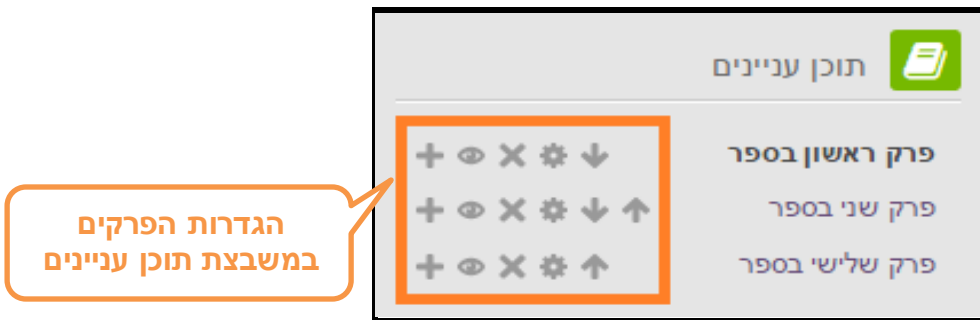 תוכן עניינים
פרק ראשון בספר
פרק שני בספר
פרק שלישי בספר
הגדרות הפרקים
במשבצת תוכן עניינים